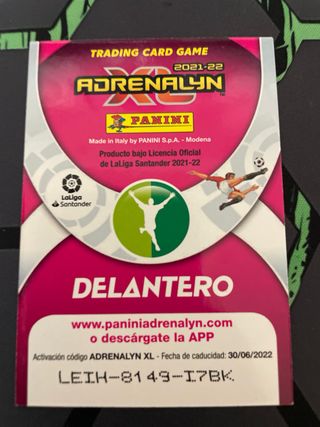 TRADING CARD GAME
2021-22
ADRENALYN
XL
TM
PANINI
Made in Italy by PANINI S.p.A. - Modena
Producto bajo Licencia Oficial
de LaLiga Santander 2021-22
LaLiga
Santander
DELANTERO
www.paniniadrenalyn.com
o descárgate la APP
Activación código ADRENALYN XL - Fecha de caducidad: 30/06/2022
LEIH-8149-I7BK